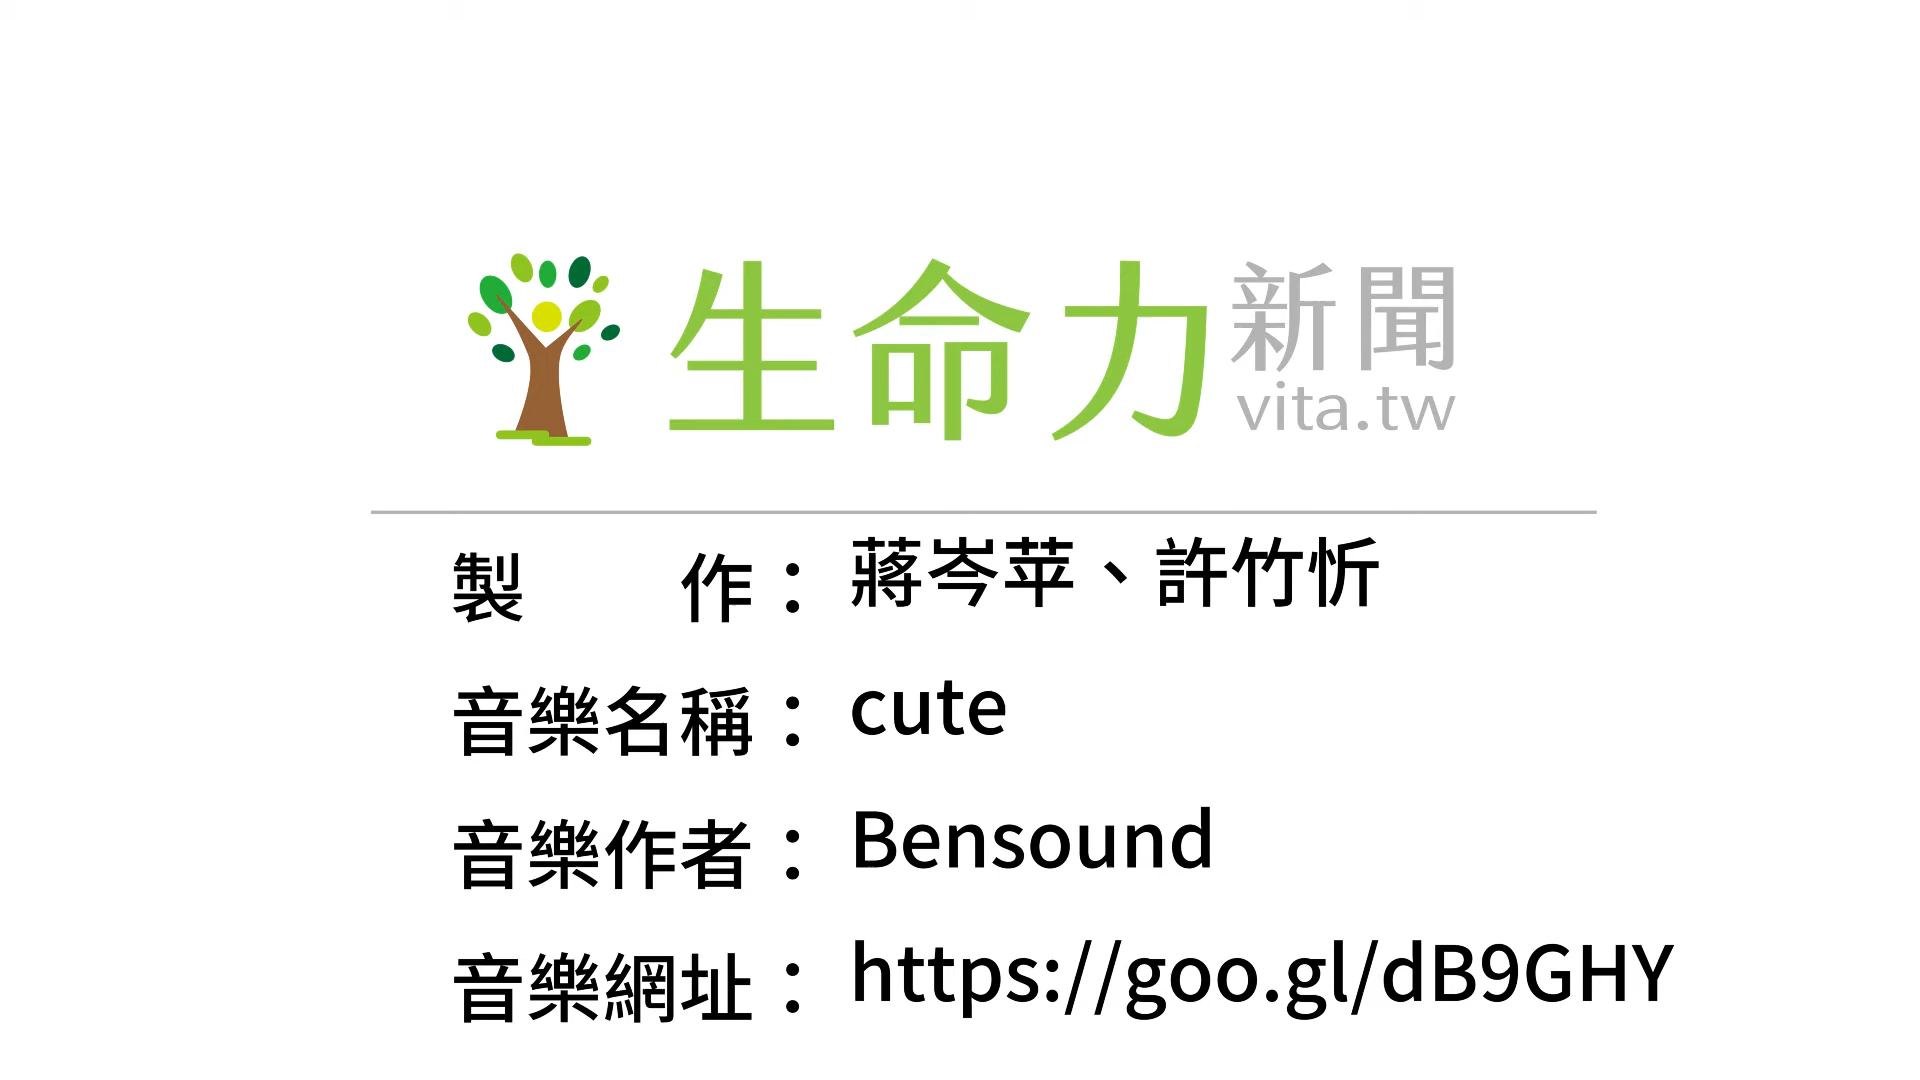 生命力新聞
vita.tw
製　　作：蔣岑苹、許竹忻
音樂名稱：cute
音樂作者：Bensound
音樂網址：https://goo.gl/dB9GHY